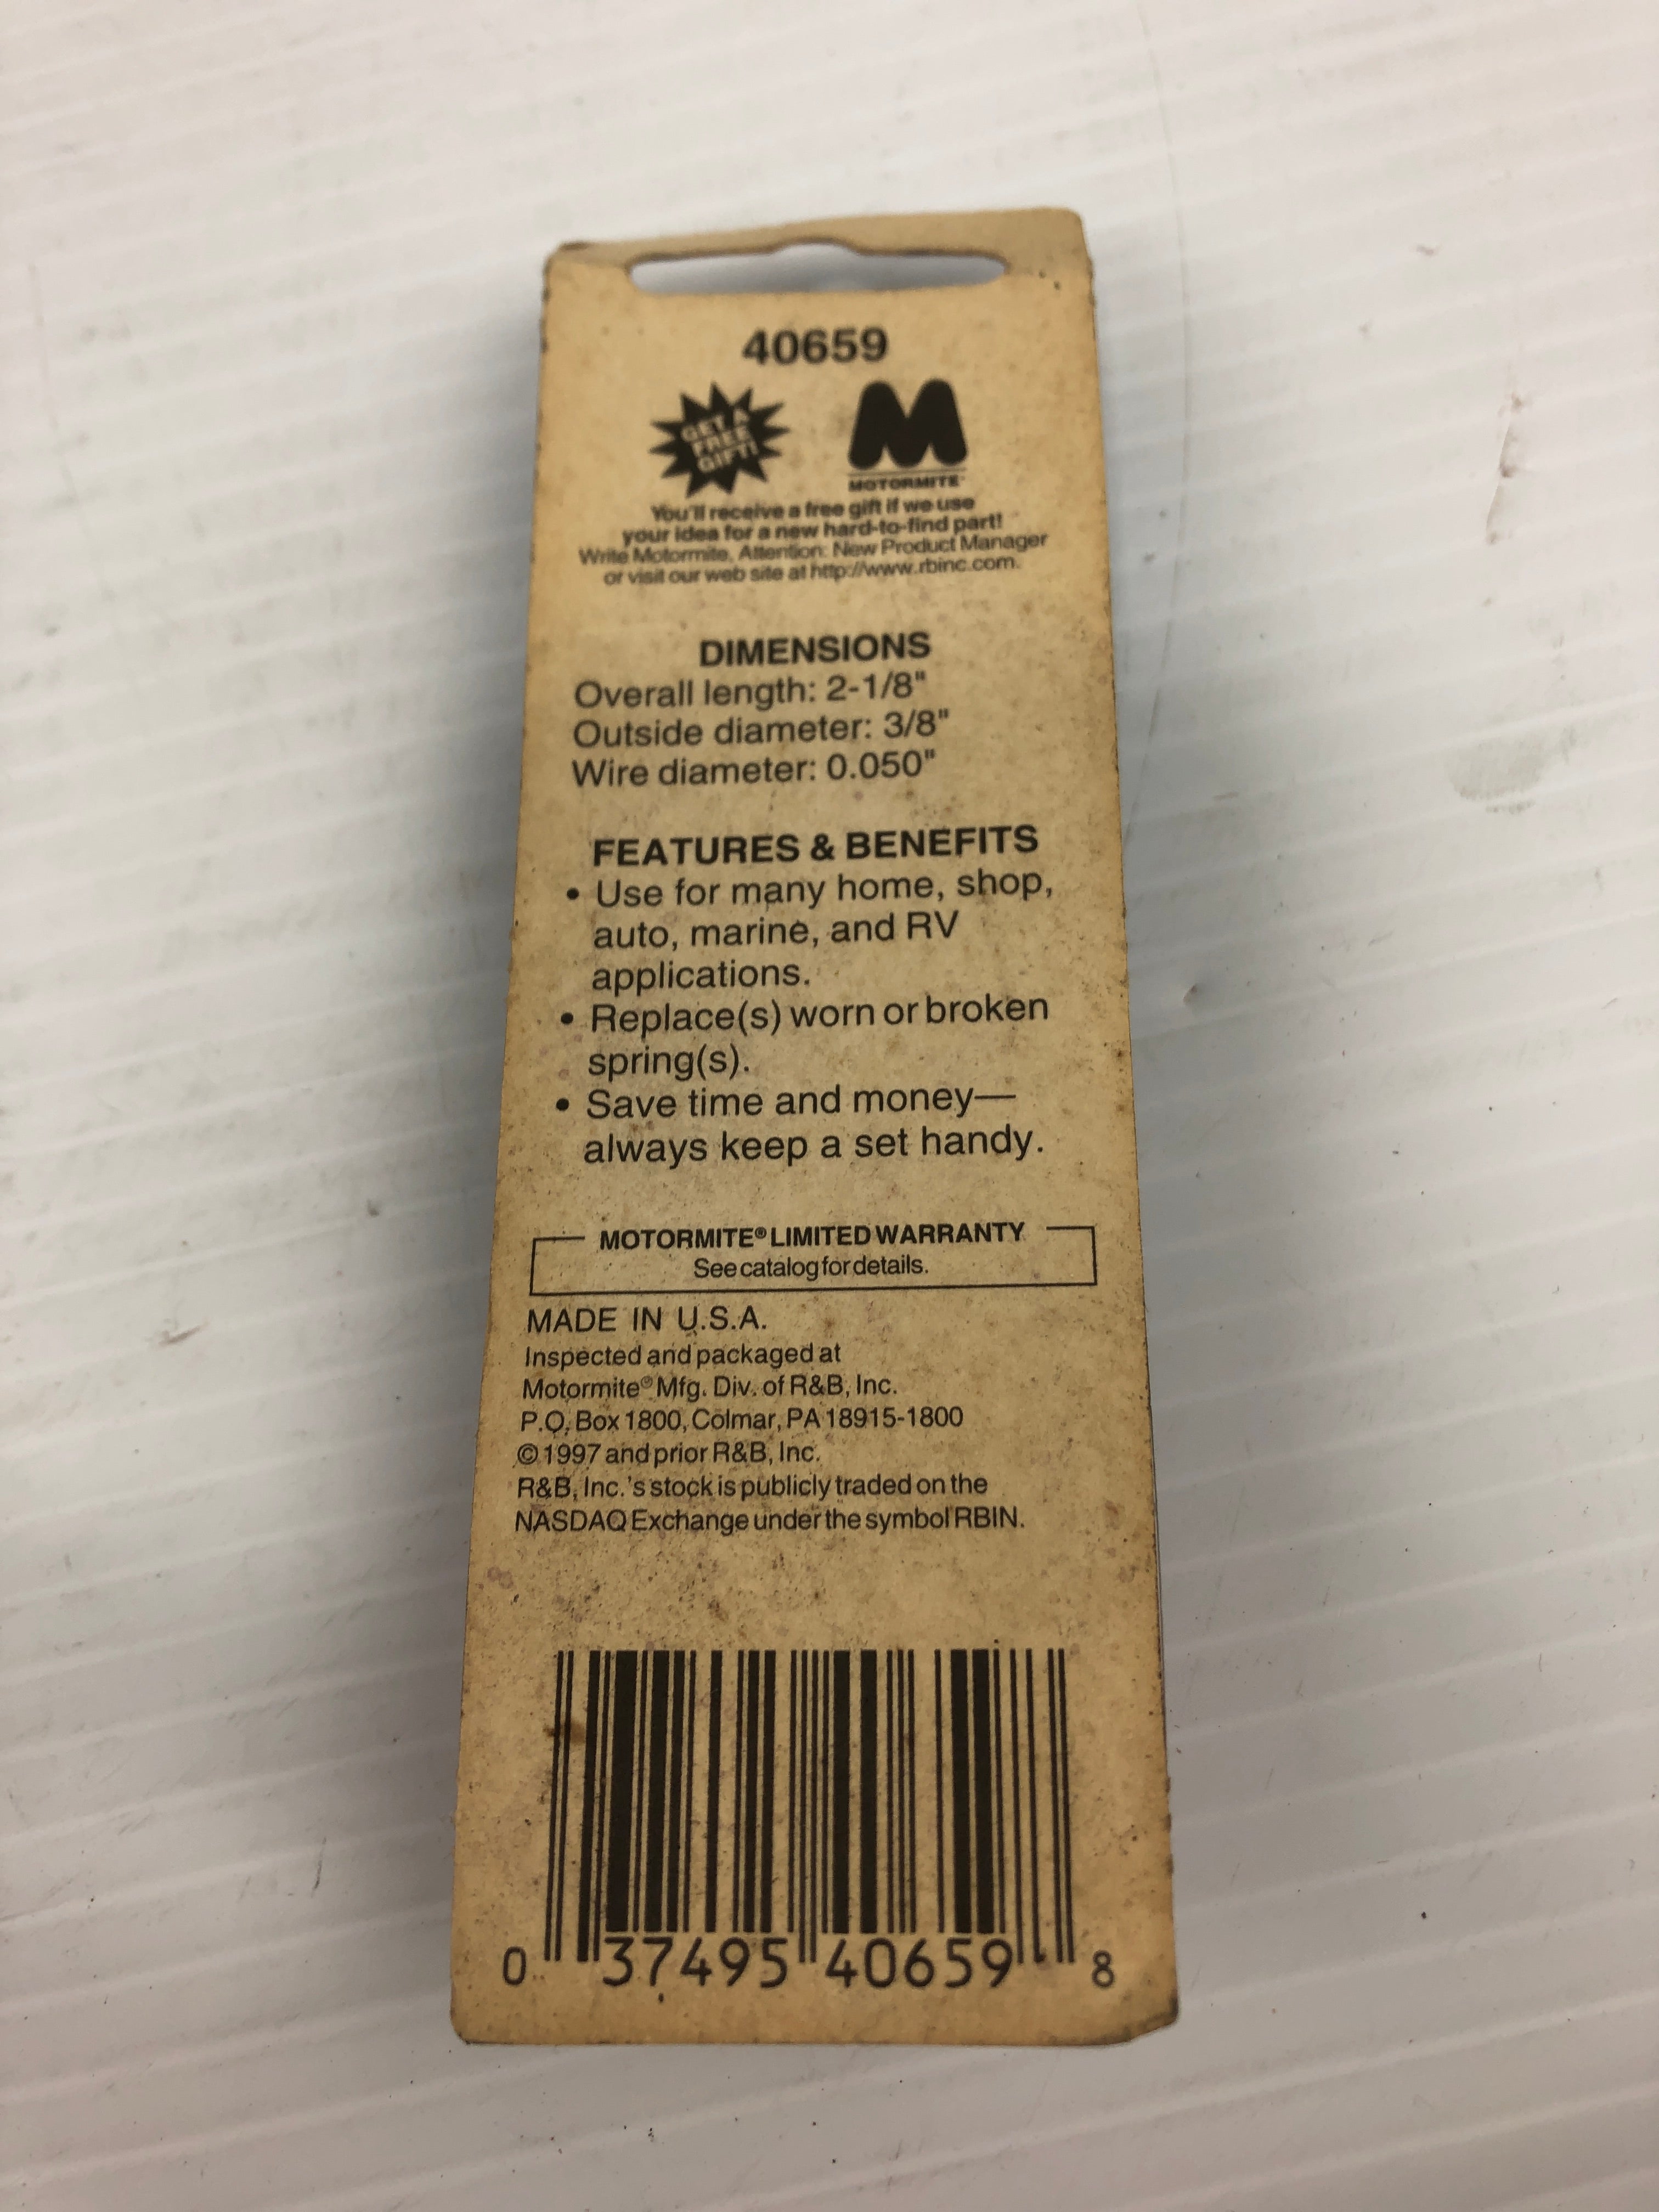 40659
GET A
FREE
GIFT!
M
MOTORMITE
You'll receive a free gift if we use
your idea for a new hard-to-find part!
Write Motormite, Attention: New Product Manager
or visit our web site at http://www.rbinc.com.
DIMENSIONS
Overall length: 2-1/8"
Outside diameter: 3/8"
Wire diameter: 0.050"
FEATURES & BENEFITS
• Use for many home, shop,
auto, marine, and RV
applications.
• Replace(s) worn or broken
spring(s).
• Save time and money—
always keep a set handy.
MOTORMITE® LIMITED WARRANTY
See catalog for details.
MADE IN U.S.A.
Inspected and packaged at
Motormite® Mfg. Div. of R&B, Inc.
P.O. Box 1800, Colmar, PA 18915-1800
© 1997 and prior R&B, Inc.
R&B, Inc.'s stock is publicly traded on the
NASDAQ Exchange under the symbol RBIN.
0 37495 40659 8